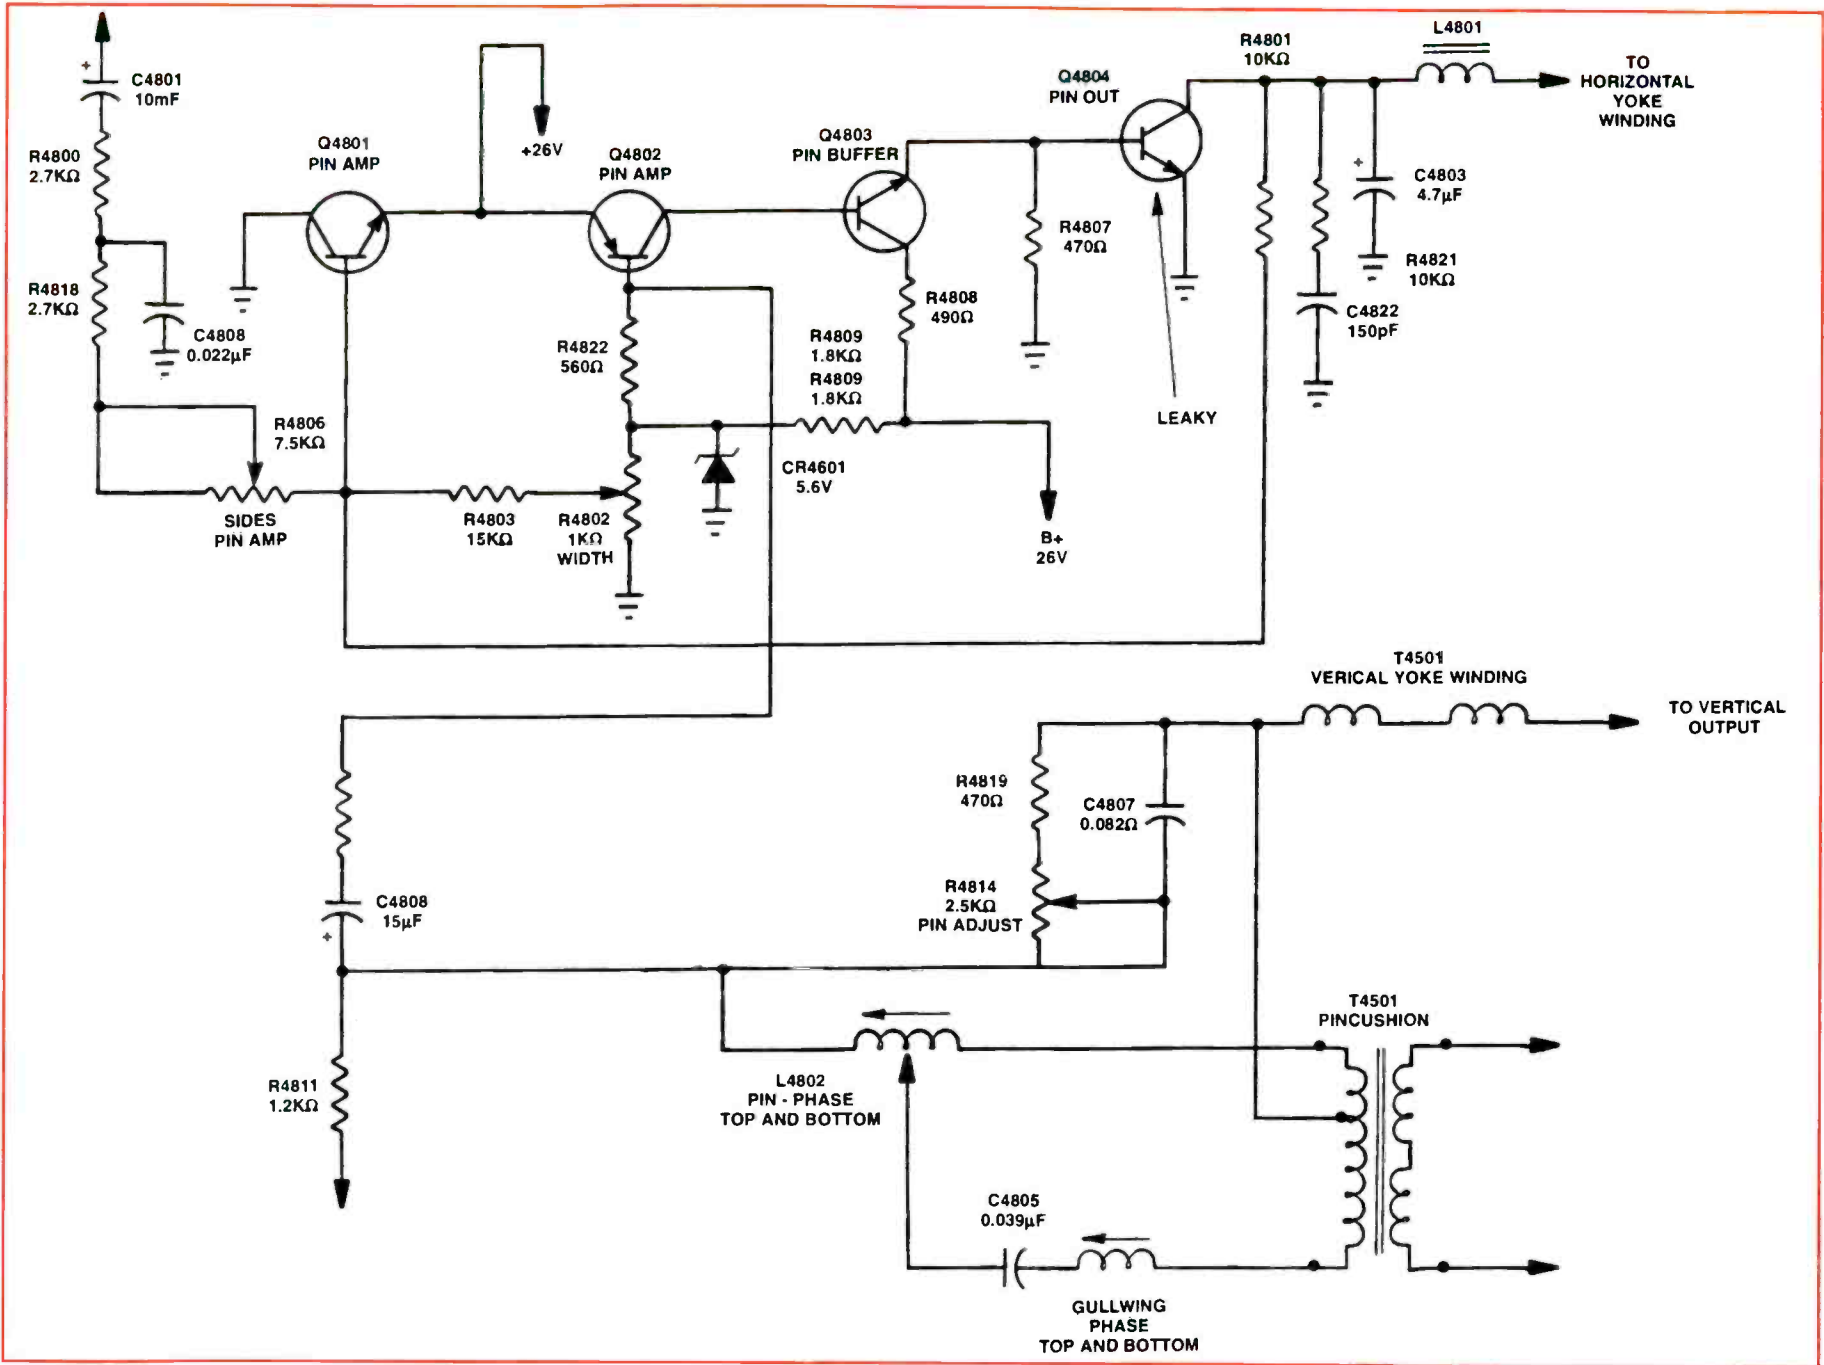 C4801
10mF
R4800
2.7KΩ
R4818
2.7KΩ
C4808
0.022μF
Q4801
PIN AMP
+26V
Q4802
PIN AMP
Q4803
PIN BUFFER
Q4804
PIN OUT
R4801
10KΩ
L4801
TO
HORIZONTAL
YOKE
WINDING
C4803
4.7μF
R4821
10KΩ
C4822
150pF
R4807
470Ω
LEAKY
R4808
490Ω
R4809
1.8KΩ
R4809
1.8KΩ
R4822
560Ω
R4806
7.5KΩ
SIDES
PIN AMP
R4803
15KΩ
R4802
1KΩ
WIDTH
CR4601
5.6V
B+
26V
T4501
VERICAL YOKE WINDING
TO VERTICAL
OUTPUT
R4819
470Ω
C4807
0.082Ω
R4814
2.5KΩ
PIN ADJUST
C4808
15μF
+
R4811
1.2KΩ
L4802
PIN - PHASE
TOP AND BOTTOM
T4501
PINCUSHION
C4805
0.039μF
GULLWING
PHASE
TOP AND BOTTOM